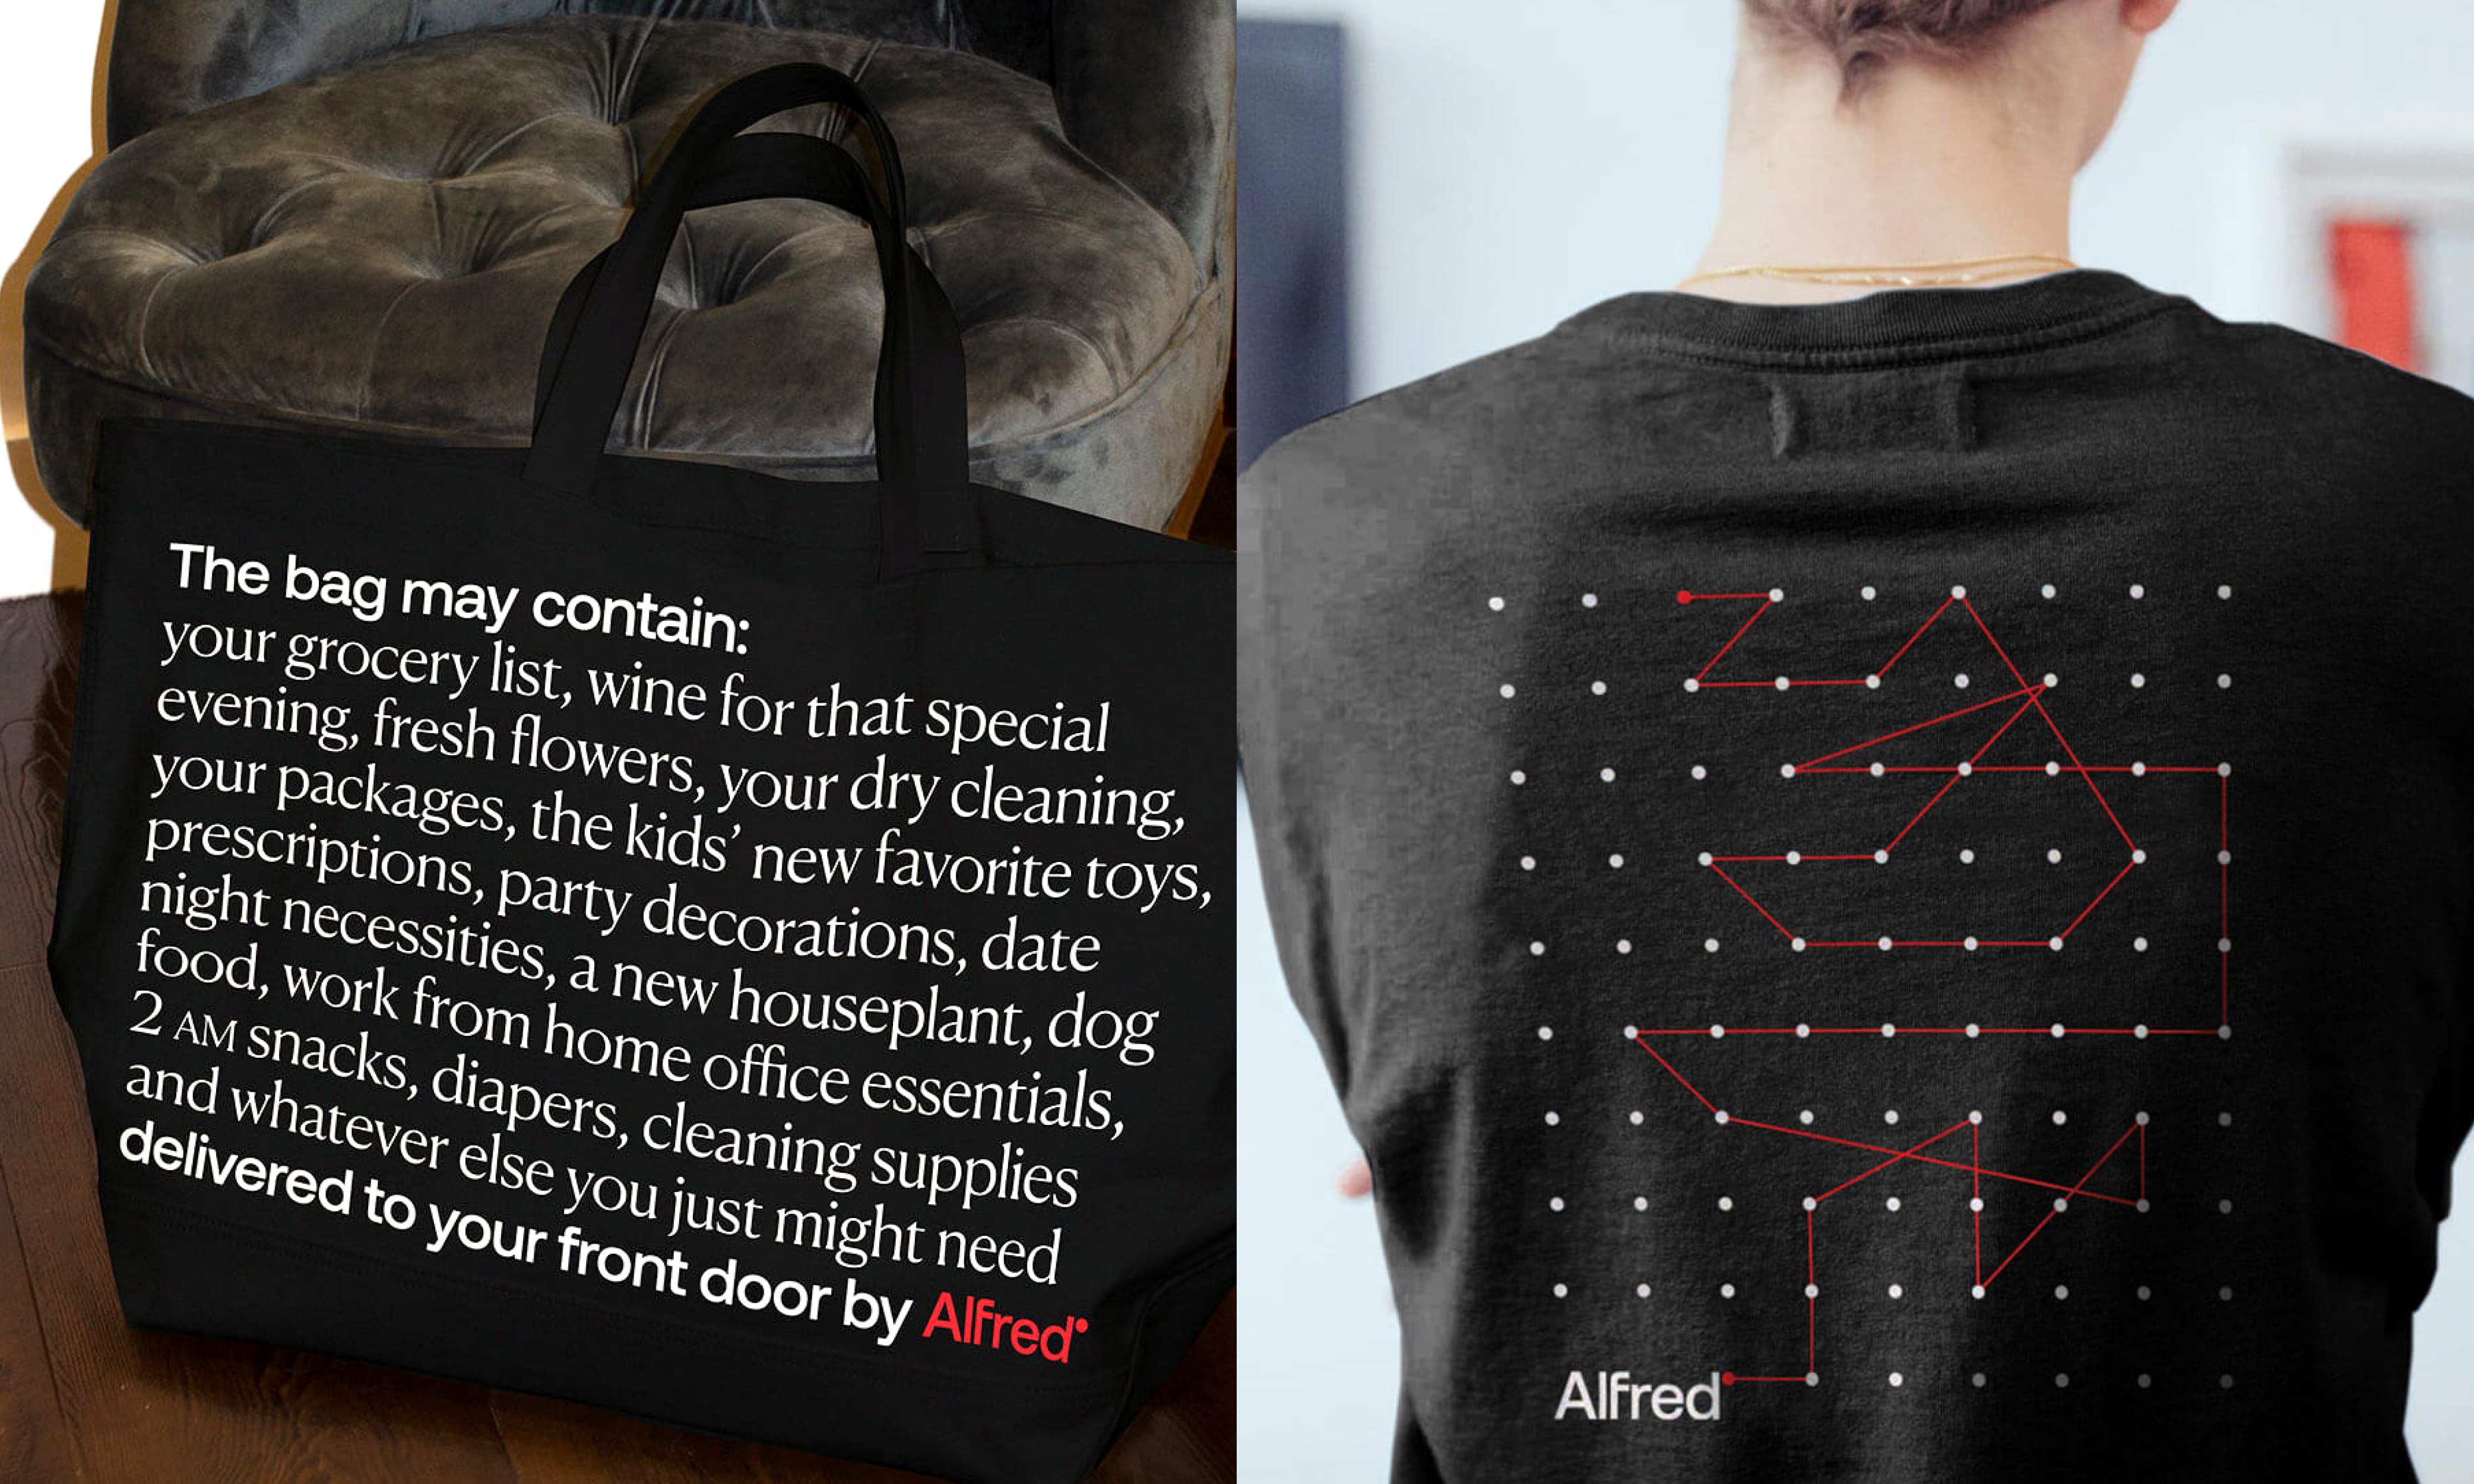 The bag may contain:
your grocery list, wine for that special
evening, fresh flowers, your dry cleaning,
your packages, the kids’ new favorite toys,
prescriptions, party decorations, date
night necessities, a new houseplant, dog
food, work from home office essentials,
2 AM snacks, diapers, cleaning supplies
and whatever else you just might need
delivered to your front door by Alfred
Alfred